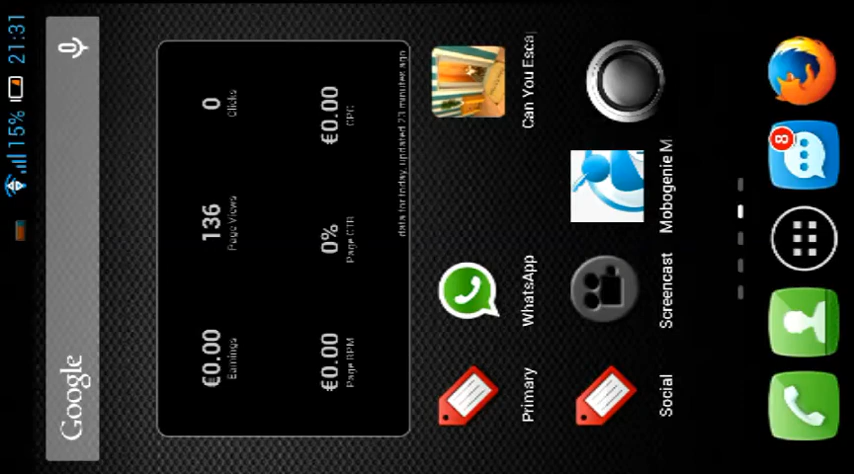 15% 21:31
Google
€0.00 136 0
Earnings Page Views Clicks
€0.00 0% €0.00
Page RPM Page CTR CPC
data for today, updated 23 minutes ago
Can You Esca
WhatsApp
Primary
Mobogenie M
Screencast
Social
8